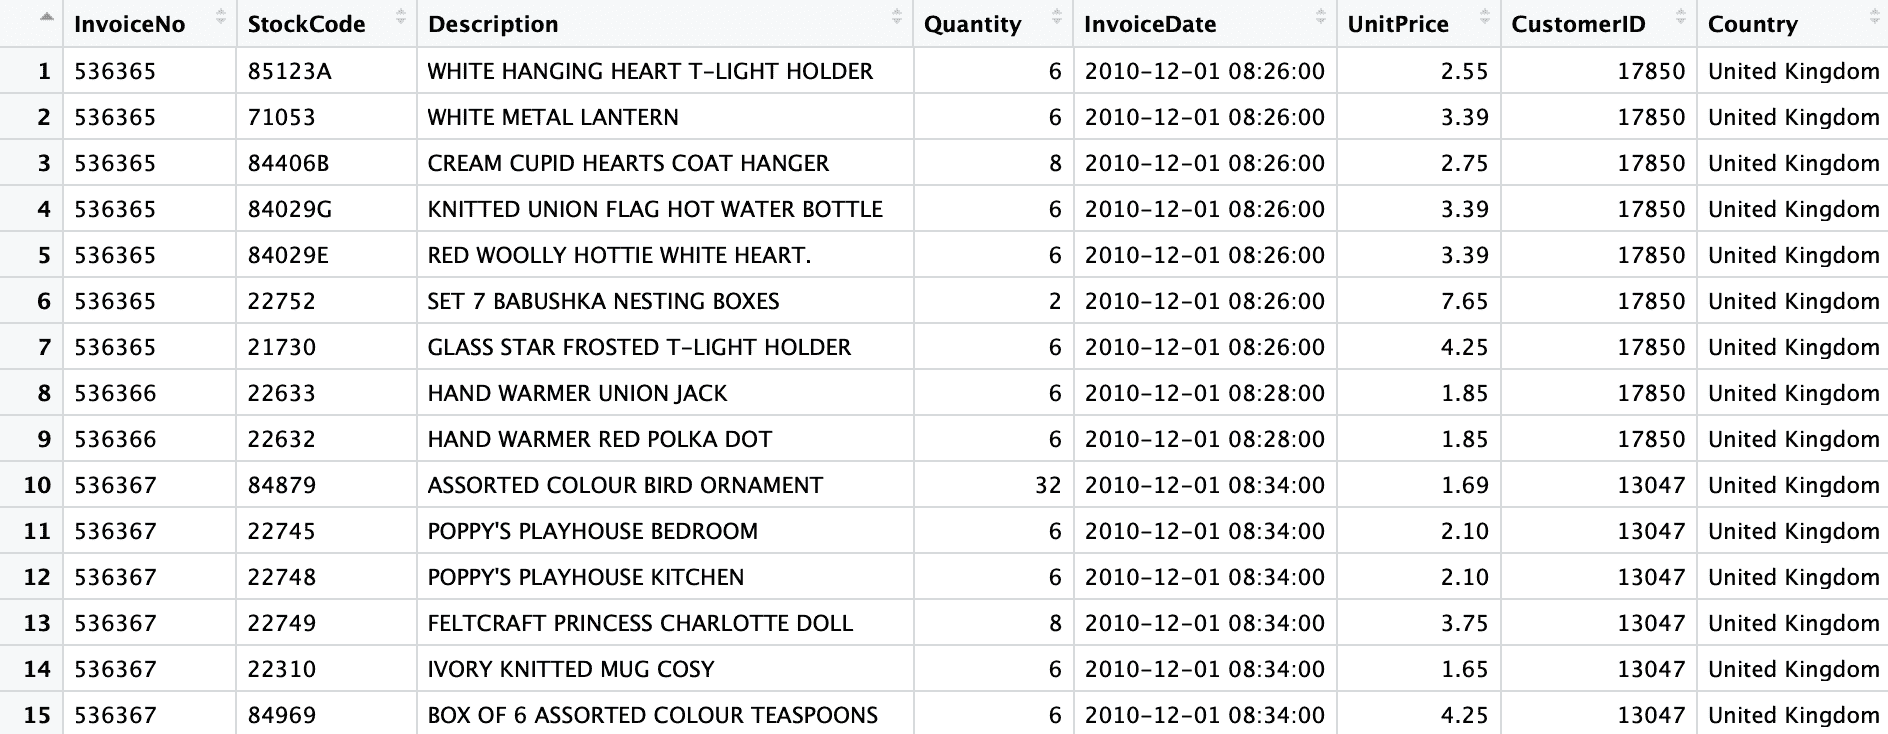 InvoiceNo StockCode Description Quantity InvoiceDate UnitPrice CustomerID Country
1 536365 85123A WHITE HANGING HEART T-LIGHT HOLDER 6 2010-12-01 08:26:00 2.55 17850 United Kingdom
2 536365 71053 WHITE METAL LANTERN 6 2010-12-01 08:26:00 3.39 17850 United Kingdom
3 536365 84406B CREAM CUPID HEARTS COAT HANGER 8 2010-12-01 08:26:00 2.75 17850 United Kingdom
4 536365 84029G KNITTED UNION FLAG HOT WATER BOTTLE 6 2010-12-01 08:26:00 3.39 17850 United Kingdom
5 536365 84029E RED WOOLLY HOTTIE WHITE HEART. 6 2010-12-01 08:26:00 3.39 17850 United Kingdom
6 536365 22752 SET 7 BABUSHKA NESTING BOXES 2 2010-12-01 08:26:00 7.65 17850 United Kingdom
7 536365 21730 GLASS STAR FROSTED T-LIGHT HOLDER 6 2010-12-01 08:26:00 4.25 17850 United Kingdom
8 536366 22633 HAND WARMER UNION JACK 6 2010-12-01 08:28:00 1.85 17850 United Kingdom
9 536366 22632 HAND WARMER RED POLKA DOT 6 2010-12-01 08:28:00 1.85 17850 United Kingdom
10 536367 84879 ASSORTED COLOUR BIRD ORNAMENT 32 2010-12-01 08:34:00 1.69 13047 United Kingdom
11 536367 22745 POPPY'S PLAYHOUSE BEDROOM 6 2010-12-01 08:34:00 2.10 13047 United Kingdom
12 536367 22748 POPPY'S PLAYHOUSE KITCHEN 6 2010-12-01 08:34:00 2.10 13047 United Kingdom
13 536367 22749 FELTCRAFT PRINCESS CHARLOTTE DOLL 8 2010-12-01 08:34:00 3.75 13047 United Kingdom
14 536367 22310 IVORY KNITTED MUG COSY 6 2010-12-01 08:34:00 1.65 13047 United Kingdom
15 536367 84969 BOX OF 6 ASSORTED COLOUR TEASPOONS 6 2010-12-01 08:34:00 4.25 13047 United Kingdom